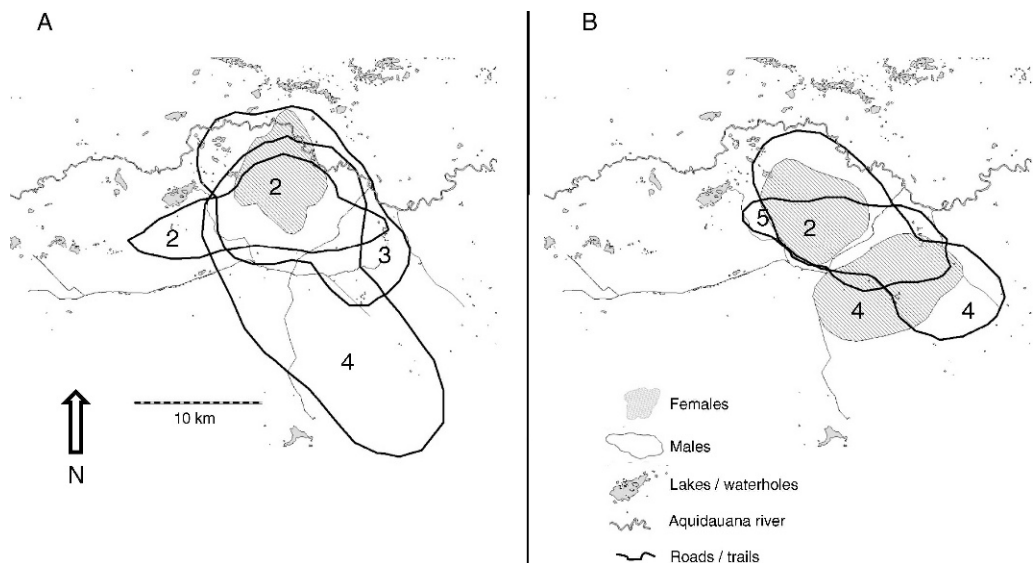 A
2
2
3
4
10 km
N
B
5
2
4
4
Females
Males
Lakes / waterholes
Aquidauana river
Roads / trails